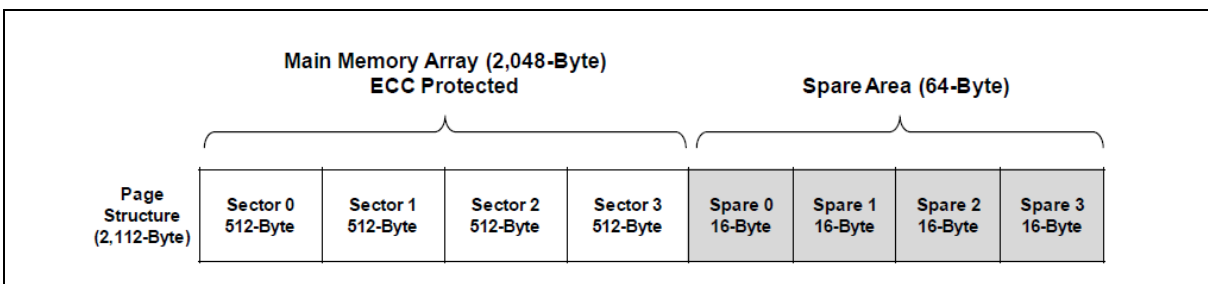 Main Memory Array (2,048-Byte)
ECC Protected
Spare Area (64-Byte)
Page
Structure
(2,112-Byte)
Sector 0
512-Byte
Sector 1
512-Byte
Sector 2
512-Byte
Sector 3
512-Byte
Spare 0
16-Byte
Spare 1
16-Byte
Spare 2
16-Byte
Spare 3
16-Byte